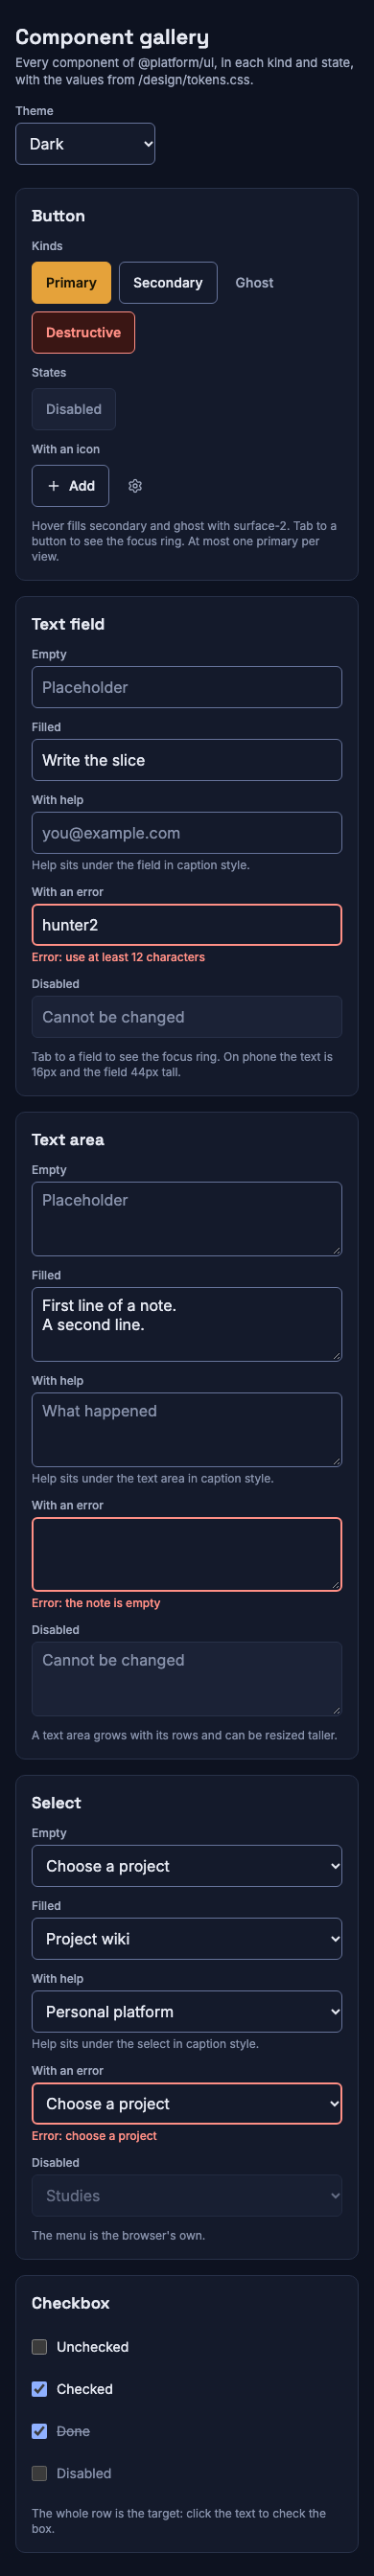 Component gallery
Every component of @platform/ui, in each kind and state,
with the values from /design/tokens.css.
Theme
Dark
Button
Kinds
Primary
Secondary
Ghost
Destructive
States
Disabled
With an icon
+ Add
Hover fills secondary and ghost with surface-2. Tab to a
button to see the focus ring. At most one primary per
view.
Text field
Empty
Placeholder
Filled
Write the slice
With help
you@example.com
Help sits under the field in caption style.
With an error
hunter2
Error: use at least 12 characters
Disabled
Cannot be changed
Tab to a field to see the focus ring. On phone the text is
16px and the field 44px tall.
Text area
Empty
Placeholder
Filled
First line of a note.
A second line.
With help
What happened
Help sits under the text area in caption style.
With an error
Error: the note is empty
Disabled
Cannot be changed
A text area grows with its rows and can be resized taller.
Select
Empty
Choose a project
Filled
Project wiki
With help
Personal platform
Help sits under the select in caption style.
With an error
Choose a project
Error: choose a project
Disabled
Studies
The menu is the browser's own.
Checkbox
Unchecked
Checked
Done
Disabled
The whole row is the target: click the text to check the
box.